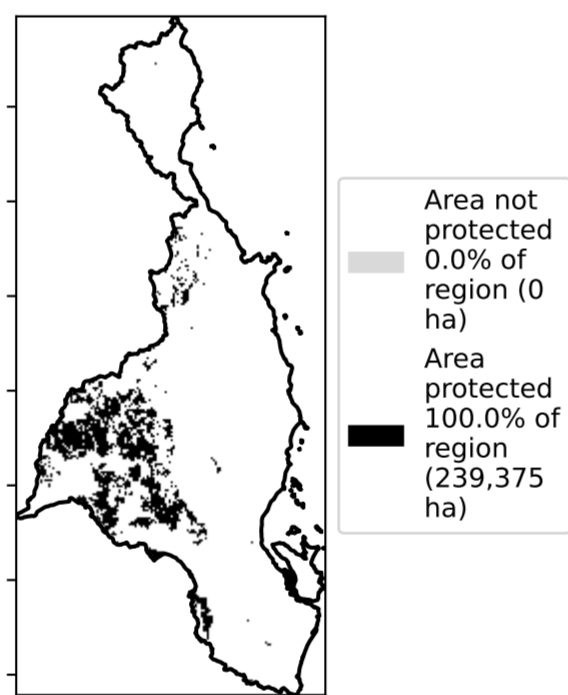 Area not
protected
0.0% of
region (0
ha)
Area
protected
100.0% of
region
(239,375
ha)